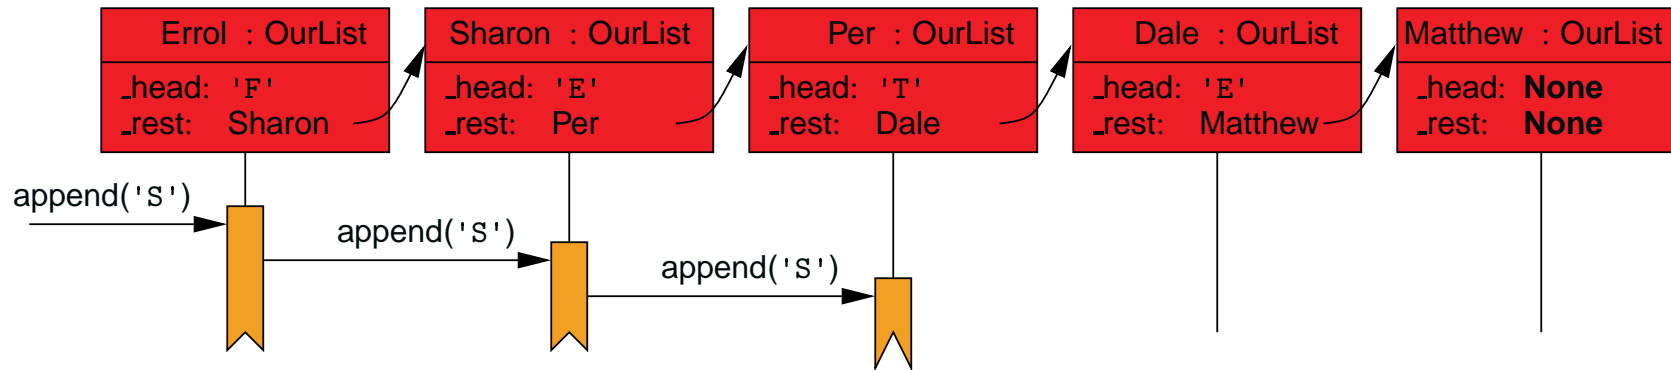 Errol : OurList
_head: 'F'
_rest: Sharon
Sharon : OurList
_head: 'E'
_rest: Per
Per : OurList
_head: 'T'
_rest: Dale
Dale : OurList
_head: 'E'
_rest: Matthew
Matthew : OurList
_head: None
_rest: None
append('S')
append('S')
append('S')